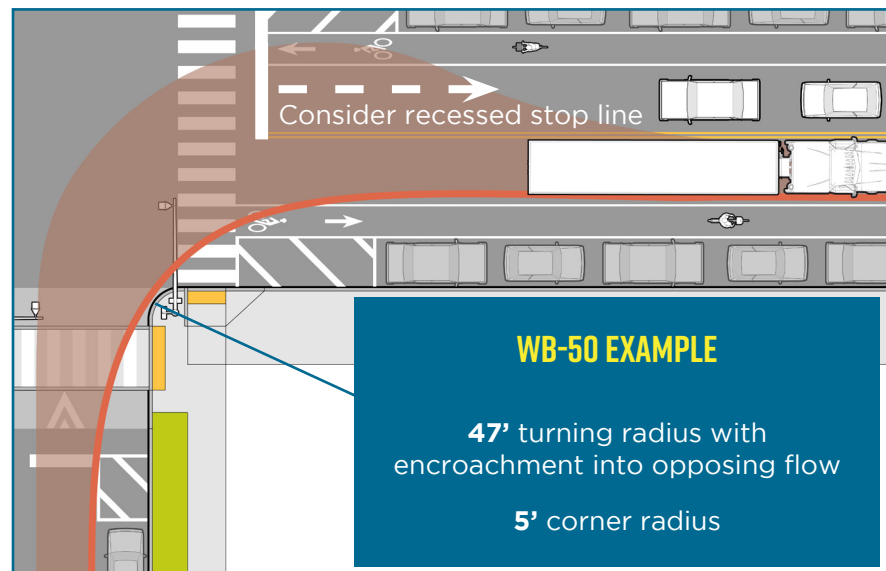 Consider recessed stop line
WB-50 EXAMPLE
47’ turning radius with
encroachment into opposing flow
5’ corner radius